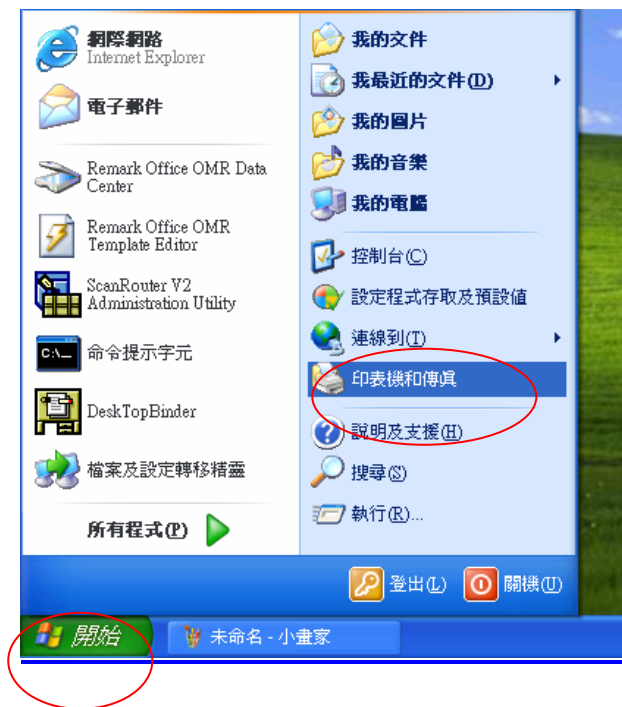 網際網路
Internet Explorer
電子郵件
Remark Office OMR Data
Center
Remark Office OMR
Template Editor
ScanRouter V2
Administration Utility
C:\_
命令提示字元
DeskTopBinder
檔案及設定轉移精靈
所有程式(P)
我的文件
我最近的文件(D)
我的圖片
我的音樂
我的電腦
控制台(C)
設定程式存取及預設值
連線到(T)
印表機和傳真
說明及支援(H)
搜尋(S)
執行(R)...
登出(L)
關機(U)
開始
未命名 - 小畫家